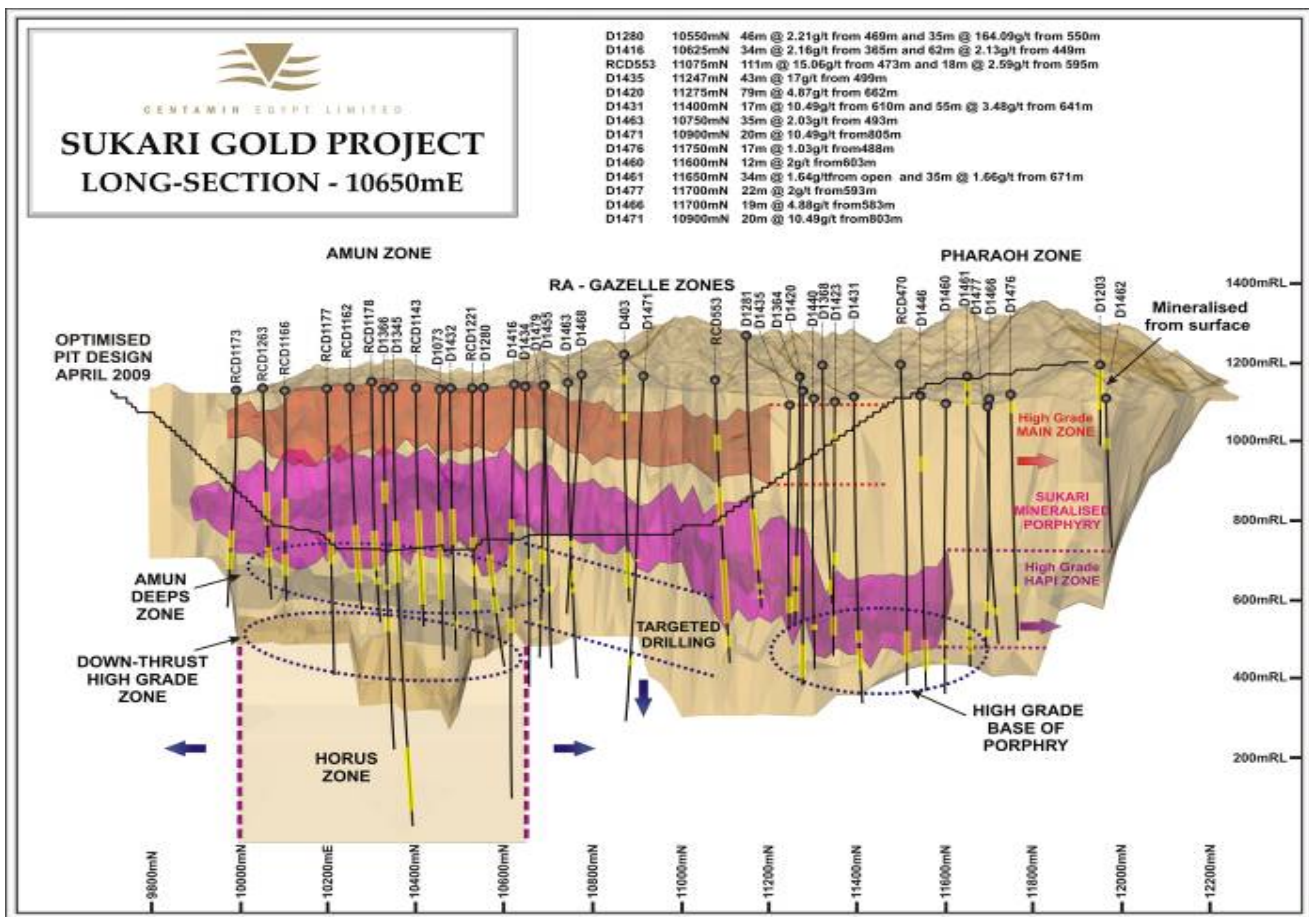 CENTAMIN EGYPT LIMITED
SUKARI GOLD PROJECT
LONG-SECTION - 10650mE
D1280 10550mN 46m @ 2.21g/t from 469m and 35m @ 164.09g/t from 550m
D1416 10625mN 34m @ 2.16g/t from 365m and 62m @ 2.13g/t from 449m
RCD553 11075mN 111m @ 15.06g/t from 473m and 18m @ 2.59g/t from 595m
D1435 11247mN 43m @ 17g/t from 499m
D1420 11275mN 79m @ 4.87g/t from 662m
D1431 11400mN 17m @ 10.49g/t from 610m and 55m @ 3.48g/t from 641m
D1463 10750mN 35m @ 2.03g/t from 493m
D1471 10900mN 20m @ 10.49g/t from805m
D1476 11750mN 17m @ 1.03g/t from488m
D1460 11600mN 12m @ 2g/t from603m
D1461 11650mN 34m @ 1.64g/tfrom open and 35m @ 1.66g/t from 671m
D1477 11700mN 22m @ 2g/t from593m
D1466 11700mN 19m @ 4.88g/t from583m
D1471 10900mN 20m @ 10.49g/t from803m
AMUN ZONE
RA - GAZELLE ZONES
PHARAOH ZONE
RCD1173
RCD1263
RCD1166
RCD1177
RCD1162
RCD1178
D1366
D1345
RCD1143
D1073
D1432
RCD1221
D1280
D1416
D1434
D1479
D1455
D1463
D1468
D403
D1471
RCD553
D1281
D1435
D1364
D1420
D1440
D1368
D1423
D1431
RCD470
D1446
D1460
D1461
D1477
D1466
D1476
D1203
D1462
1400mRL
1200mRL
1000mRL
800mRL
600mRL
400mRL
200mRL
Mineralised
from surface
OPTIMISED
PIT DESIGN
APRIL 2009
High Grade
MAIN ZONE
SUKARI
MINERALISED
PORPHYRY
High Grade
HAPI ZONE
AMUN
DEEPS
ZONE
TARGETED
DRILLING
DOWN-THRUST
HIGH GRADE
ZONE
HIGH GRADE
BASE OF
PORPHRY
HORUS
ZONE
9800mN
10000mN
10200mE
10400mN
10600mN
10800mN
11000mN
11200mN
11400mN
11600mN
11800mN
12000mN
12200mN